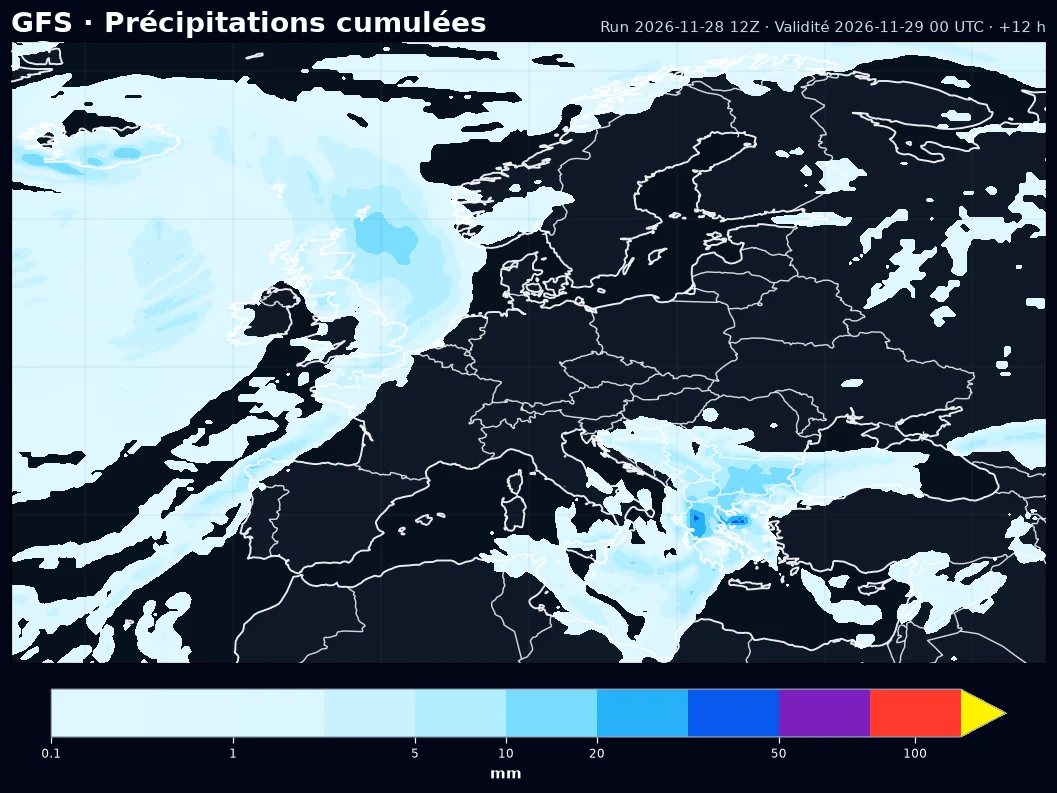 GFS · Précipitations cumulées
Run 2026-11-28 12Z · Validité 2026-11-29 00 UTC · +12 h
0.1 1 5 10 20 50 100
mm